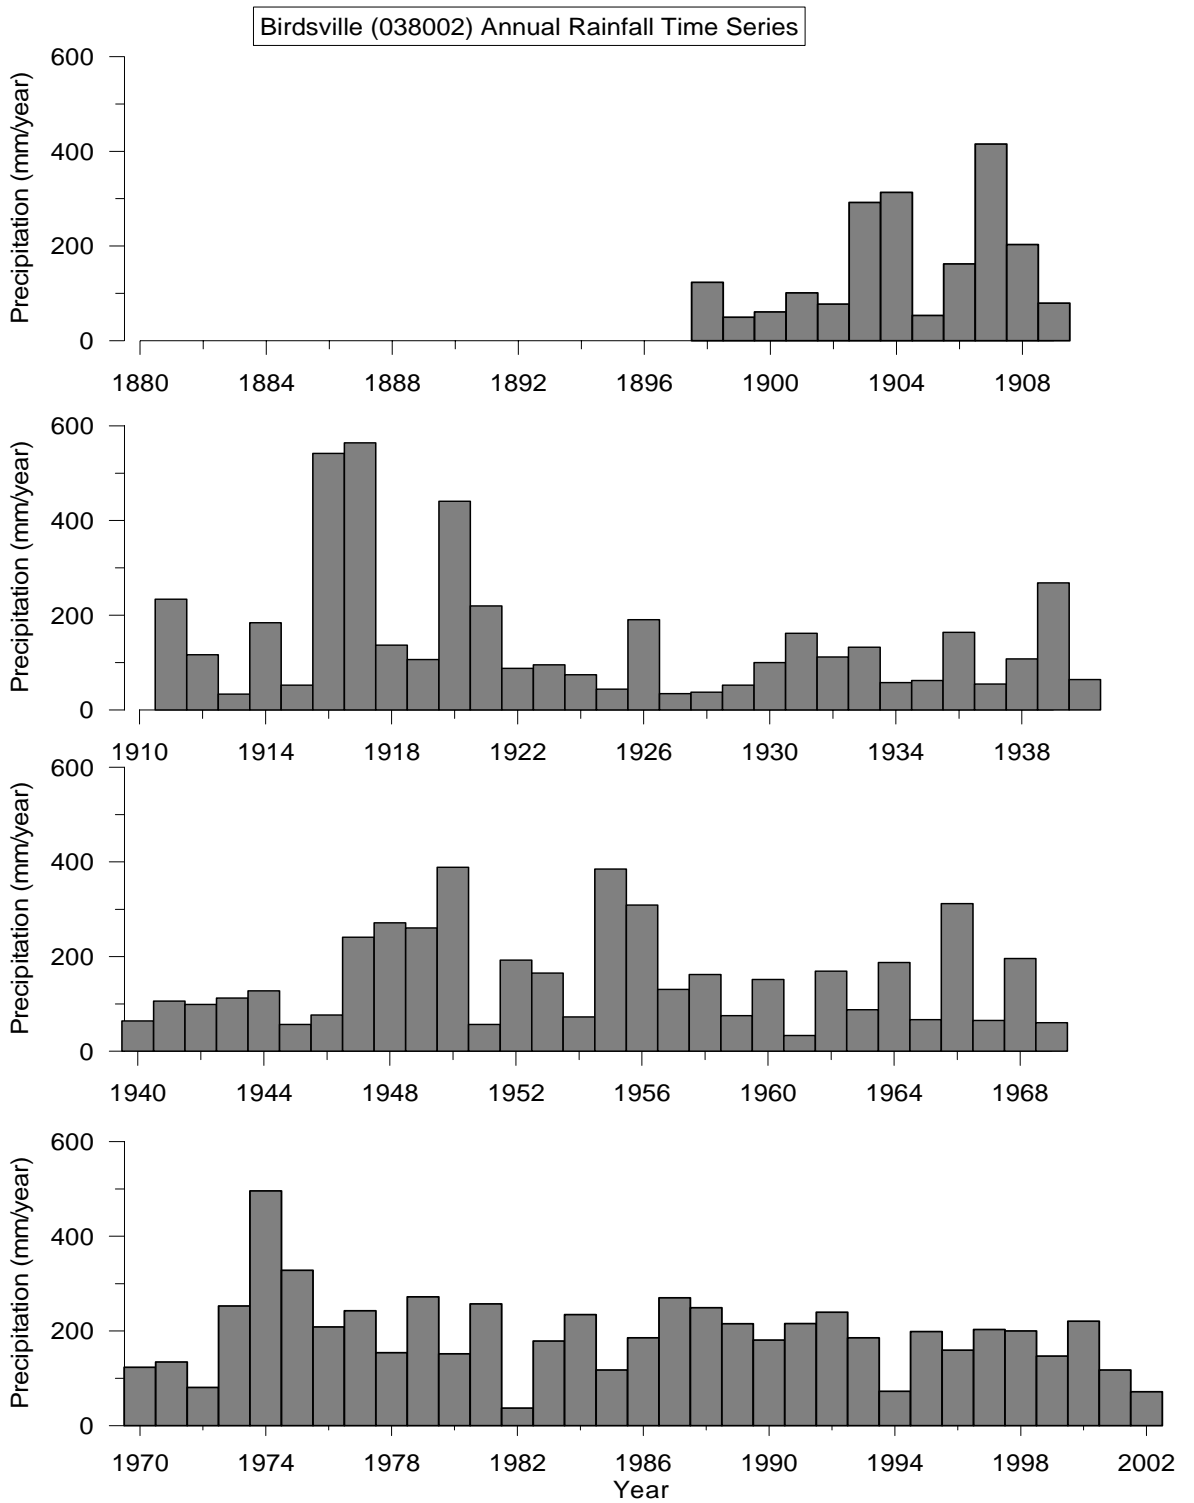 Birdsville (038002) Annual Rainfall Time Series
Precipitation (mm/year)
600
400
200
0
1880 1884 1888 1892 1896 1900 1904 1908
Precipitation (mm/year)
600
400
200
0
1910 1914 1918 1922 1926 1930 1934 1938
Precipitation (mm/year)
600
400
200
0
1940 1944 1948 1952 1956 1960 1964 1968
Precipitation (mm/year)
600
400
200
0
1970 1974 1978 1982 1986 1990 1994 1998 2002
Year